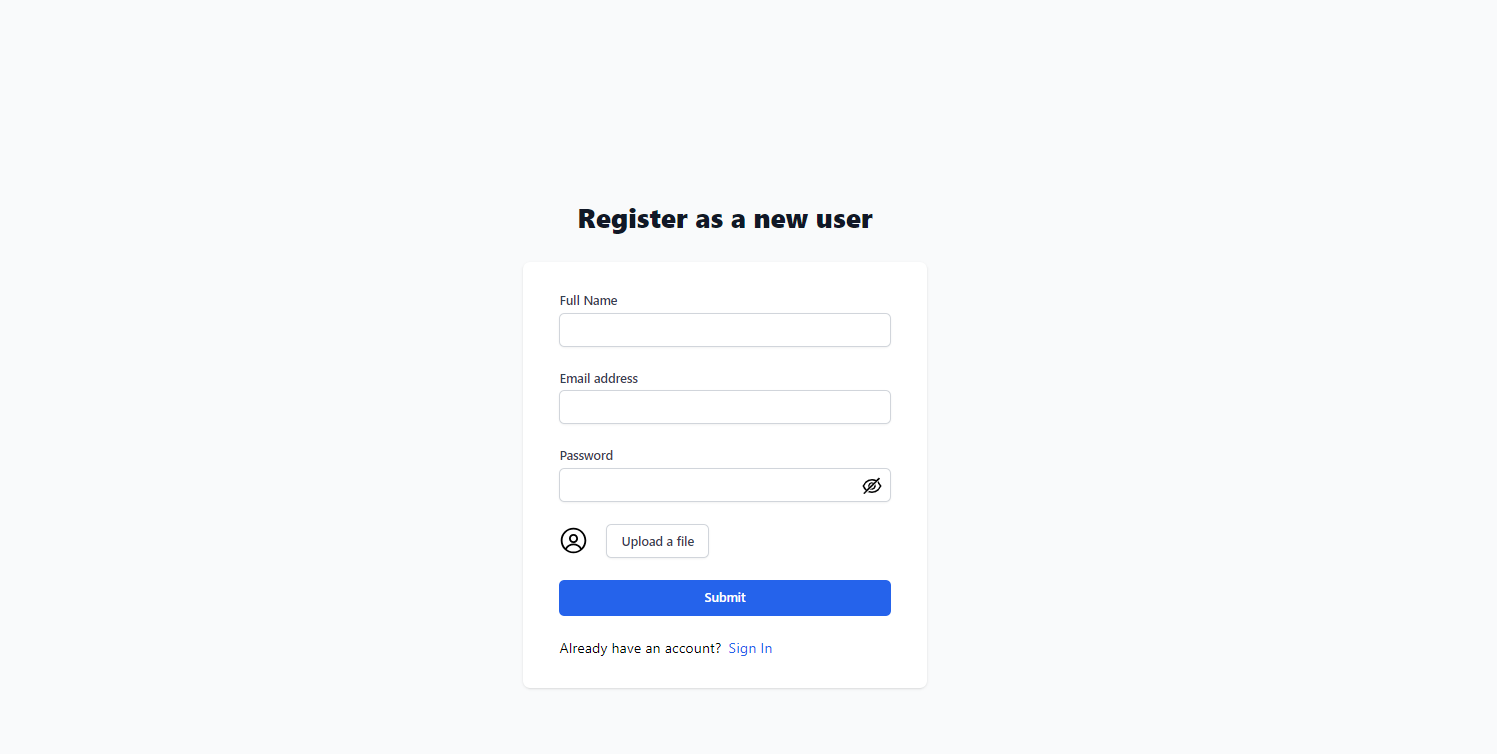 Register as a new user
Full Name
Email address
Password
Upload a file
Submit
Already have an account? Sign In